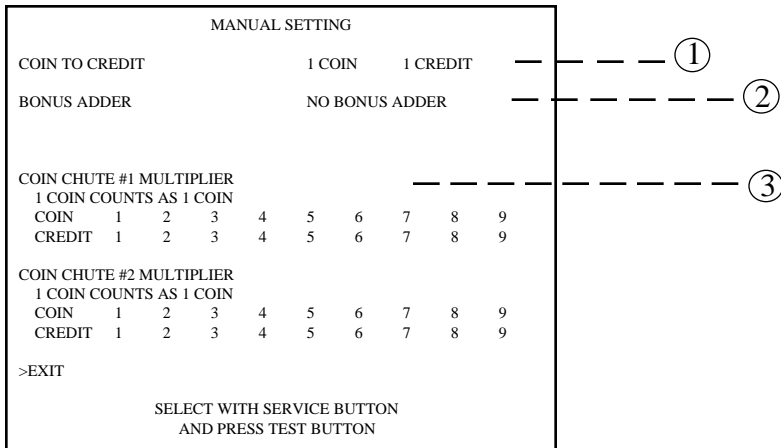 MANUAL SETTING
COIN TO CREDIT 1 COIN 1 CREDIT ①
BONUS ADDER NO BONUS ADDER ②
COIN CHUTE #1 MULTIPLIER ③
1 COIN COUNTS AS 1 COIN
COIN 1 2 3 4 5 6 7 8 9
CREDIT 1 2 3 4 5 6 7 8 9
COIN CHUTE #2 MULTIPLIER
1 COIN COUNTS AS 1 COIN
COIN 1 2 3 4 5 6 7 8 9
CREDIT 1 2 3 4 5 6 7 8 9
>EXIT
SELECT WITH SERVICE BUTTON
AND PRESS TEST BUTTON